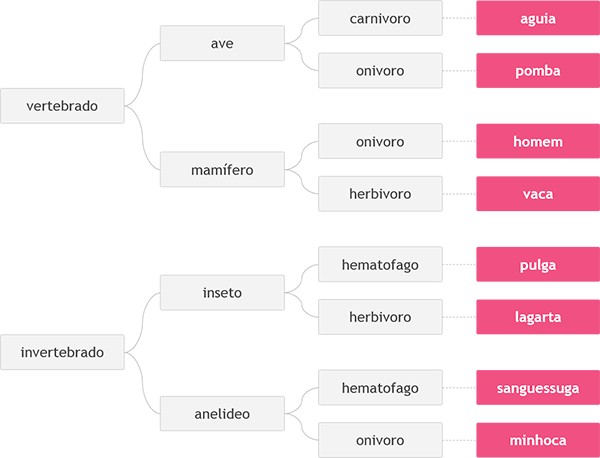 carnivoro
aguia
ave
onivoro
pomba
vertebrado
onivoro
homem
mamífero
herbivoro
vaca
hematofago
pulga
inseto
herbivoro
lagarta
invertebrado
hematofago
sanguessuga
anelideo
onivoro
minhoca